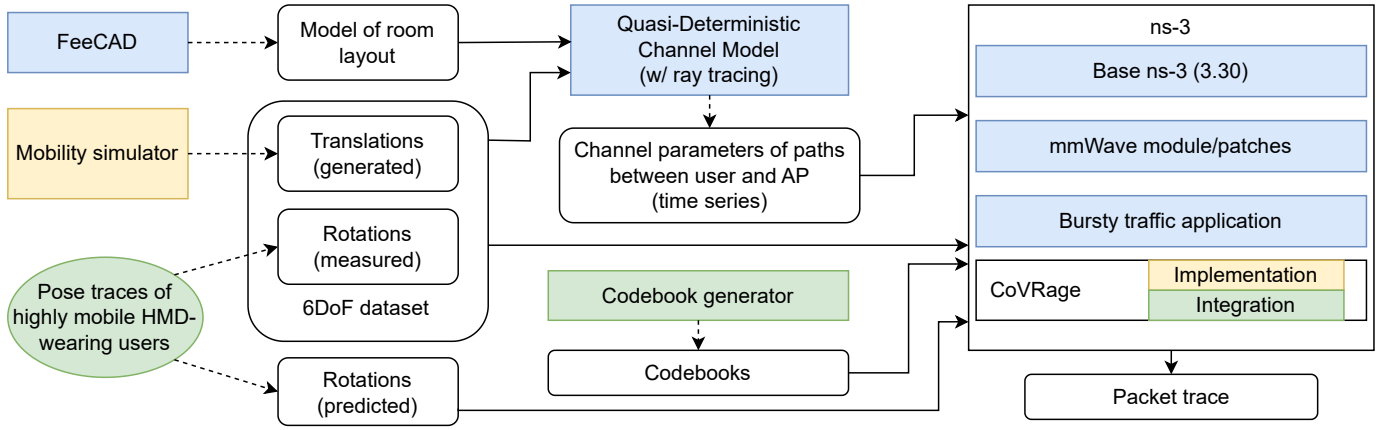 FeeCAD
Model of room
layout
Quasi-Deterministic
Channel Model
(w/ ray tracing)
ns-3
Base ns-3 (3.30)
Mobility simulator
Translations
(generated)
Channel parameters of paths
between user and AP
(time series)
mmWave module/patches
Rotations
(measured)
6DoF dataset
Bursty traffic application
Pose traces of
highly mobile HMD-
wearing users
Codebook generator
CoVRage
Implementation
Integration
Rotations
(predicted)
Codebooks
Packet trace